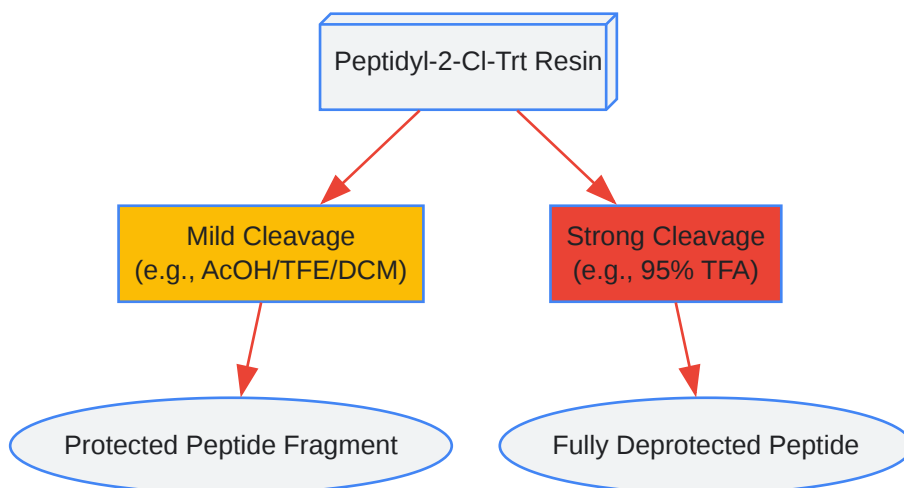 Peptidyl-2-Cl-Trt Resin
Mild Cleavage
(e.g., AcOH/TFE/DCM)
Strong Cleavage
(e.g., 95% TFA)
Protected Peptide Fragment
Fully Deprotected Peptide